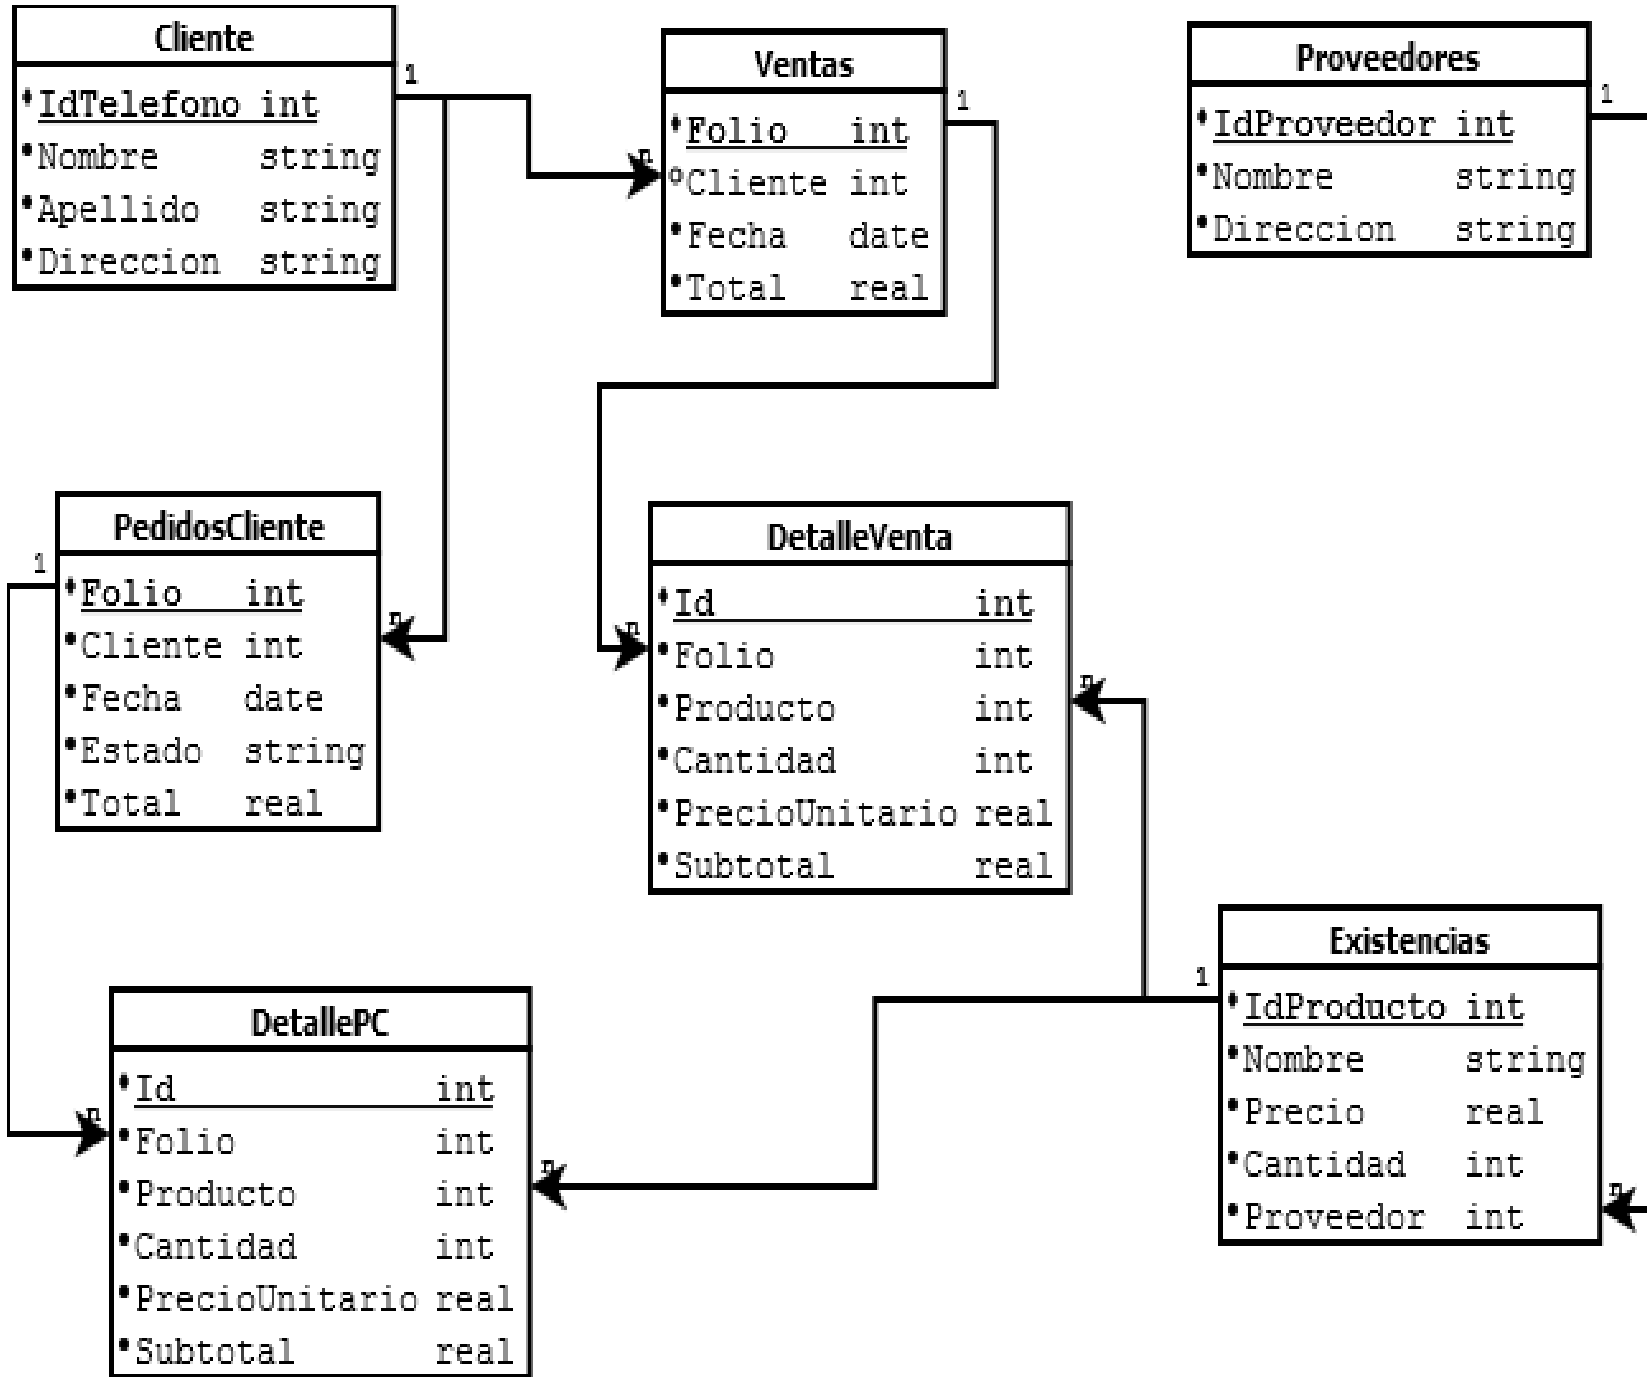 Cliente
1
IdTelefono int
Nombre string
Apellido string
Direccion string
Ventas
1
Folio int
n
Cliente int
Fecha date
Total real
Proveedores
1
IdProveedor int
Nombre string
Direccion string
PedidosCliente
1
Folio int
n
Cliente int
Fecha date
Estado string
Total real
DetalleVenta
Id int
n
Folio int
n
Producto int
Cantidad int
PrecioUnitario real
Subtotal real
Existencias
1
IdProducto int
Nombre string
Precio real
Cantidad int
n
Proveedor int
DetallePC
Id int
n
Folio int
n
Producto int
Cantidad int
PrecioUnitario real
Subtotal real